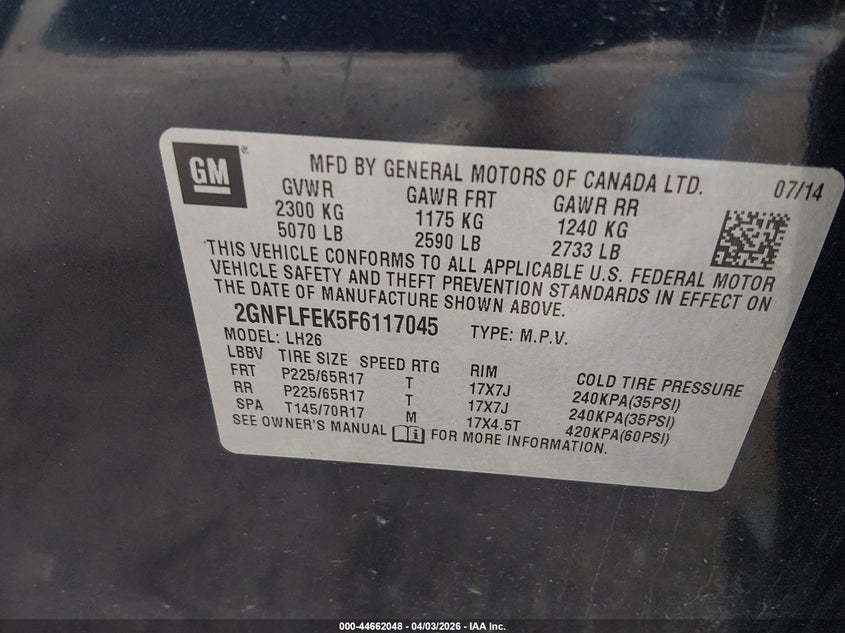 GM
MFD BY GENERAL MOTORS OF CANADA LTD. 07/14
GVWR GAWR FRT GAWR RR
2300 KG 1175 KG 1240 KG
5070 LB 2590 LB 2733 LB
THIS VEHICLE CONFORMS TO ALL APPLICABLE U.S. FEDERAL MOTOR
VEHICLE SAFETY AND THEFT PREVENTION STANDARDS IN EFFECT ON
THE DATE OF MANUFACTURE SHOWN ABOVE.
2GNFLFEK5F6117045 TYPE: M.P.V.
MODEL: LH26
LBBV TIRE SIZE SPEED RTG RIM COLD TIRE PRESSURE
FRT P225/65R17 T 17X7J 240KPA(35PSI)
RR P225/65R17 T 17X7J 240KPA(35PSI)
SPA T145/70R17 M 17X4.5T 420KPA(60PSI)
SEE OWNER'S MANUAL FOR MORE INFORMATION.
000-44662048 - 04/03/2026 - IAA, Inc.